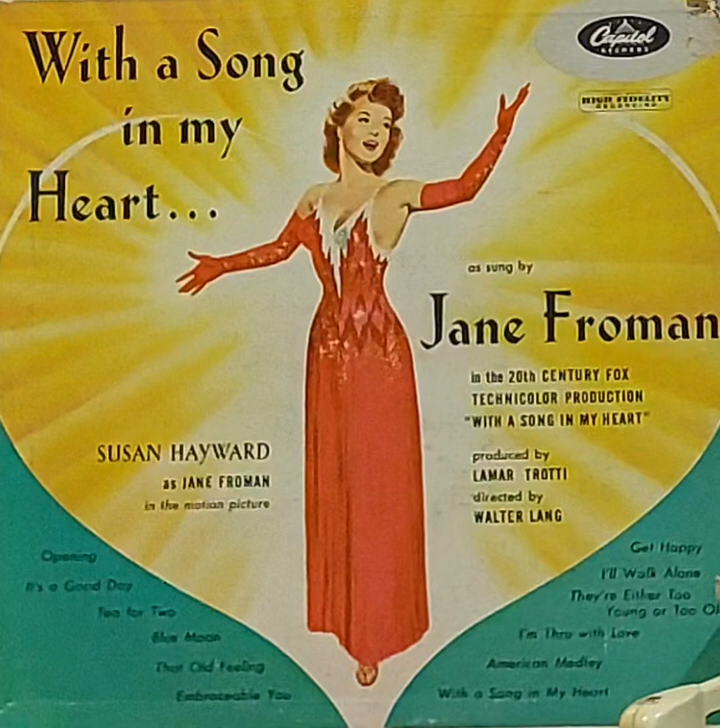 With a Song
in my
Heart...
Capitol
RECORDS
HIGH FIDELITY
RECORDING
as sung by
Jane Froman
in the 20th CENTURY FOX
TECHNICOLOR PRODUCTION
"WITH A SONG IN MY HEART"
produced by
LAMAR TROTTI
directed by
WALTER LANG
SUSAN HAYWARD
as JANE FROMAN
in the motion picture
Opening
It's a Good Day
Tea for Two
Blue Moon
That Old Feeling
Embraceable You
Get Happy
I'll Walk Alone
They're Either Too
Young or Too Ol
I'm Thru with Love
American Medley
With a Song in My Heart